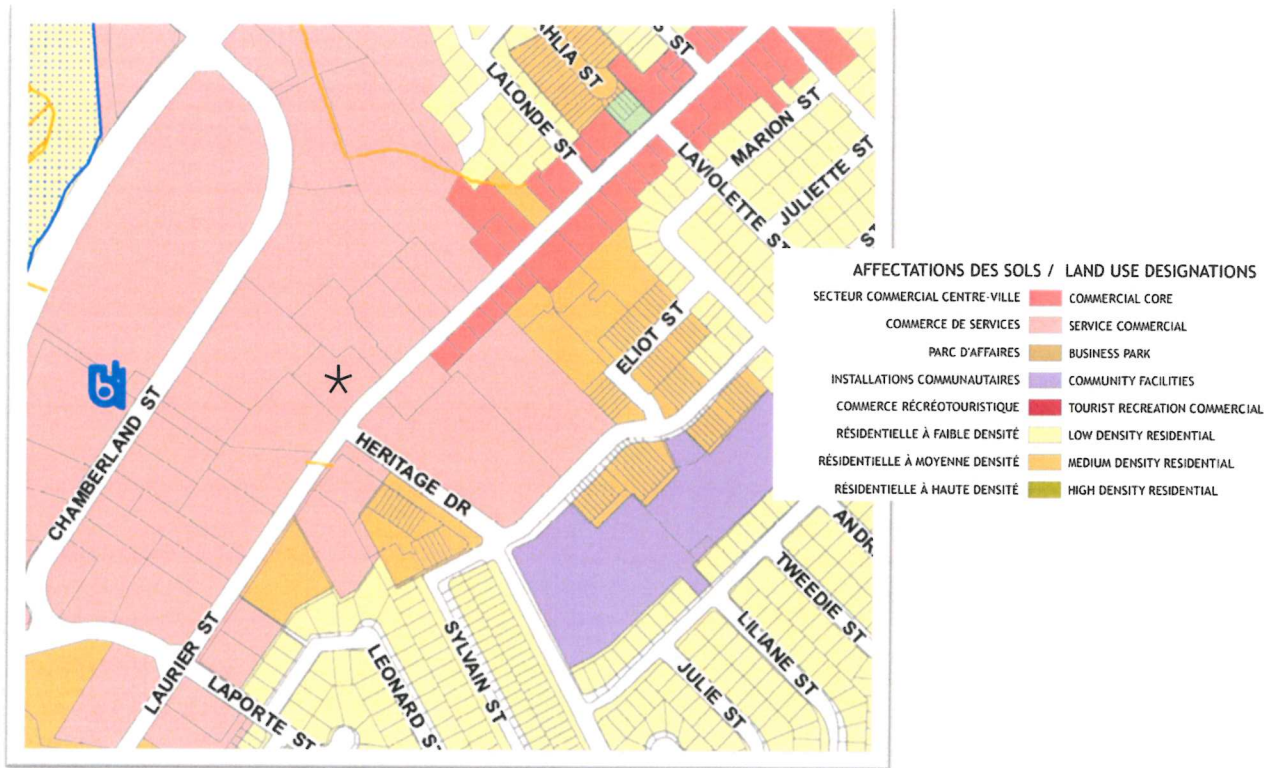 AHLIA ST
S ST
LALONDE ST
MARION ST
LAVIOLETTE ST
JULIETTE ST
ST
ELIOT ST
CHAMBERLAND ST
HERITAGE DR
LAURIER ST
LAPORTE ST
LEONARD ST
SYLVAIN ST
JULIE ST
LILIANE ST
TWEEDIE ST
ANDR
AFFECTATIONS DES SOLS / LAND USE DESIGNATIONS
SECTEUR COMMERCIAL CENTRE-VILLE COMMERCIAL CORE
COMMERCE DE SERVICES SERVICE COMMERCIAL
PARC D'AFFAIRES BUSINESS PARK
INSTALLATIONS COMMUNAUTAIRES COMMUNITY FACILITIES
COMMERCE RÉCRÉOTOURISTIQUE TOURIST RECREATION COMMERCIAL
RÉSIDENTIELLE À FAIBLE DENSITÉ LOW DENSITY RESIDENTIAL
RÉSIDENTIELLE À MOYENNE DENSITÉ MEDIUM DENSITY RESIDENTIAL
RÉSIDENTIELLE À HAUTE DENSITÉ HIGH DENSITY RESIDENTIAL